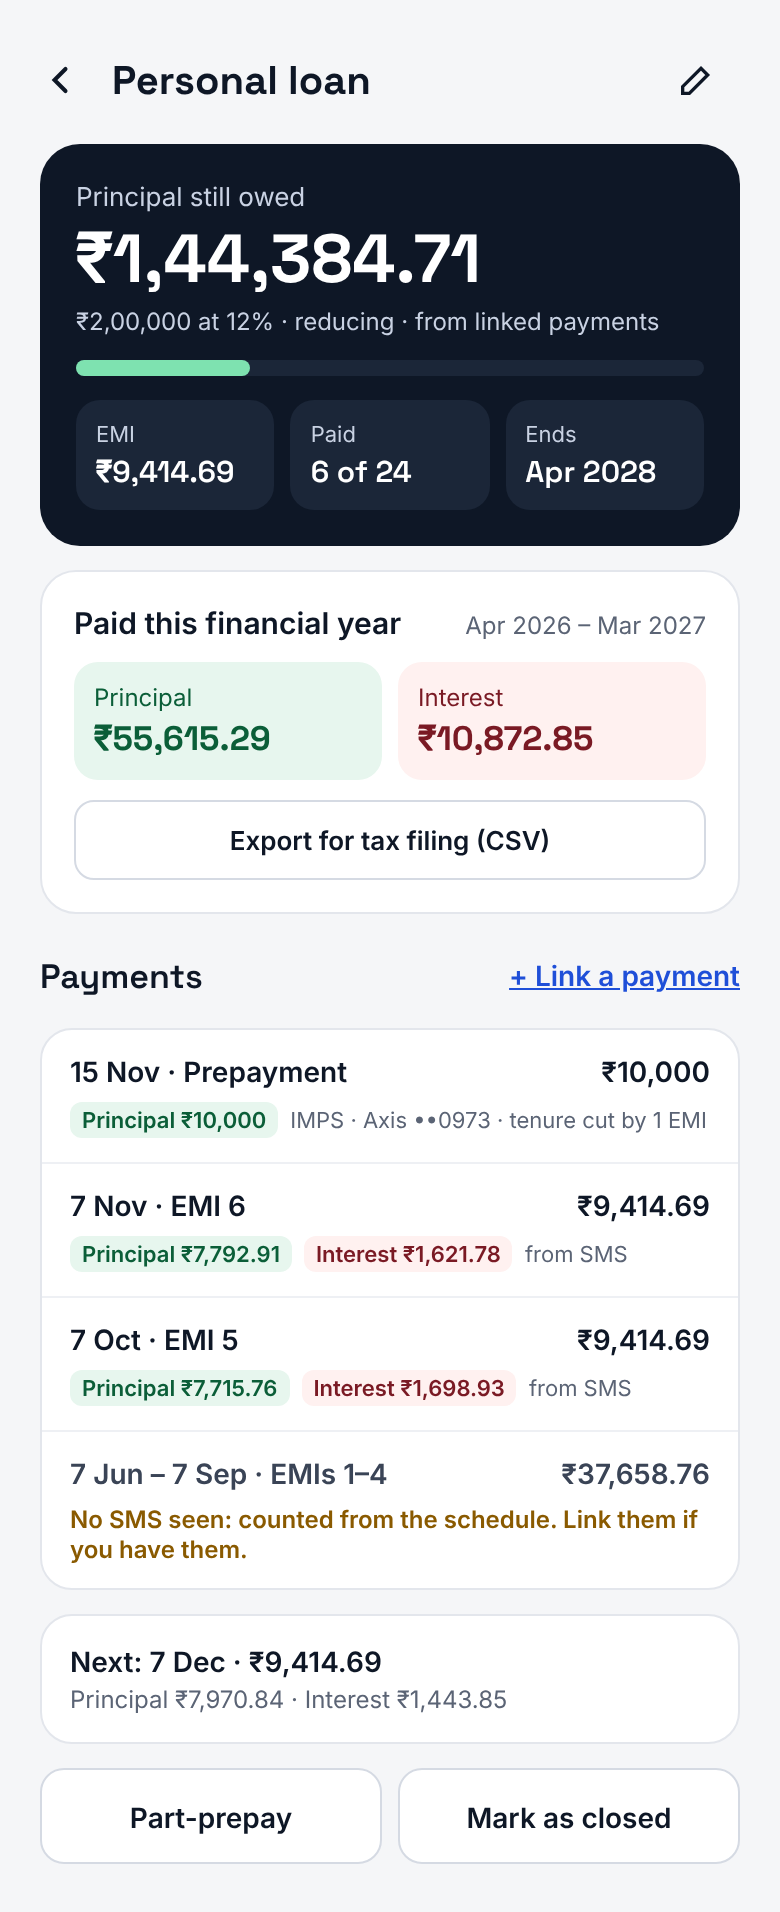 Personal loan
Principal still owed
₹1,44,384.71
₹2,00,000 at 12% · reducing · from linked payments
EMI
₹9,414.69
Paid
6 of 24
Ends
Apr 2028
Paid this financial year
Apr 2026 – Mar 2027
Principal
₹55,615.29
Interest
₹10,872.85
Export for tax filing (CSV)
Payments
+ Link a payment
15 Nov · Prepayment
₹10,000
Principal ₹10,000
IMPS · Axis ••0973 · tenure cut by 1 EMI
7 Nov · EMI 6
₹9,414.69
Principal ₹7,792.91
Interest ₹1,621.78
from SMS
7 Oct · EMI 5
₹9,414.69
Principal ₹7,715.76
Interest ₹1,698.93
from SMS
7 Jun – 7 Sep · EMIs 1–4
₹37,658.76
No SMS seen: counted from the schedule. Link them if
you have them.
Next: 7 Dec · ₹9,414.69
Principal ₹7,970.84 · Interest ₹1,443.85
Part-prepay
Mark as closed